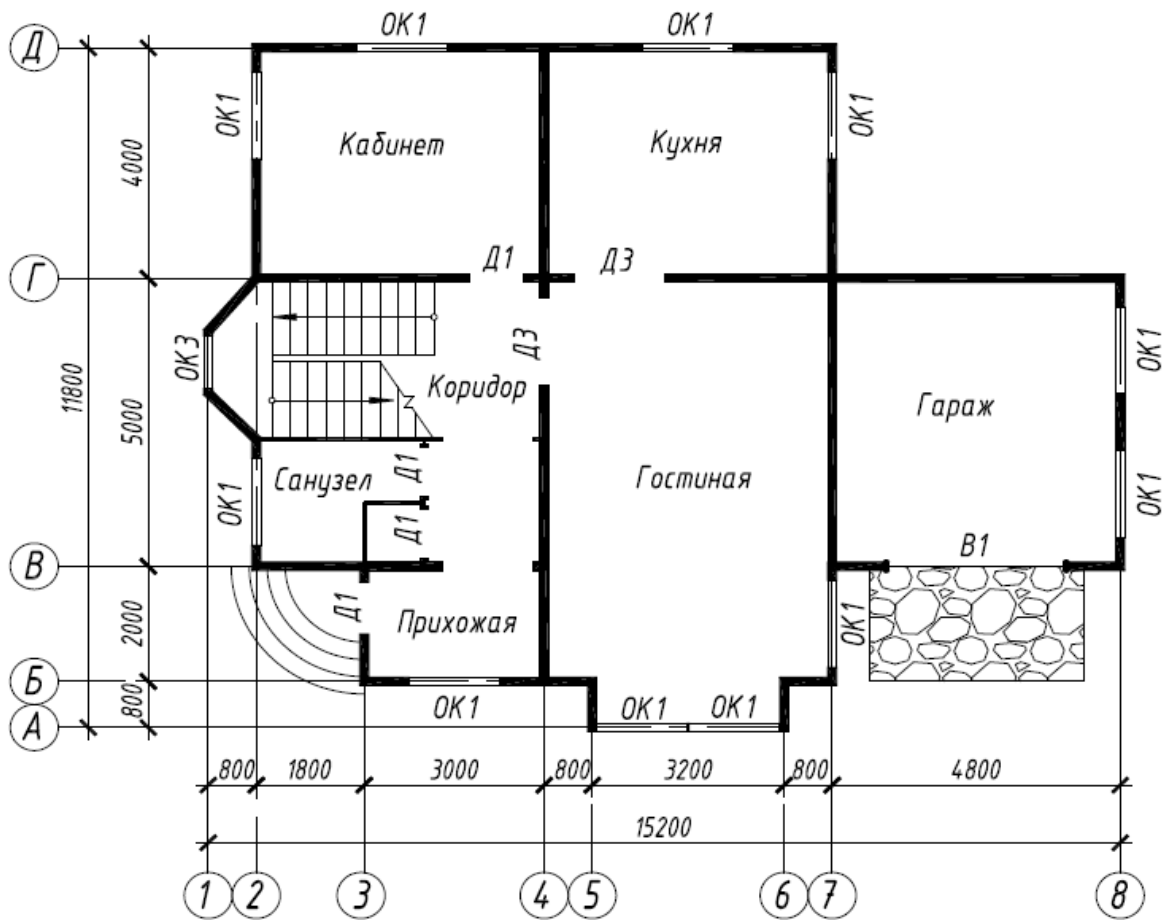 ОК1
ОК1
Д
ОК1
ОК1
Кабинет
Кухня
4000
Г
Д1
Д3
ОК3
Д3
ОК1
11800
5000
Коридор
Гараж
Санузел
Д1
Гостиная
ОК1
ОК1
Д1
В
В1
2000
Д1
Прихожая
ОК1
Б
800
ОК1
ОК1
ОК1
А
800
1800
3000
800
3200
800
4800
15200
1
2
3
4
5
6
7
8